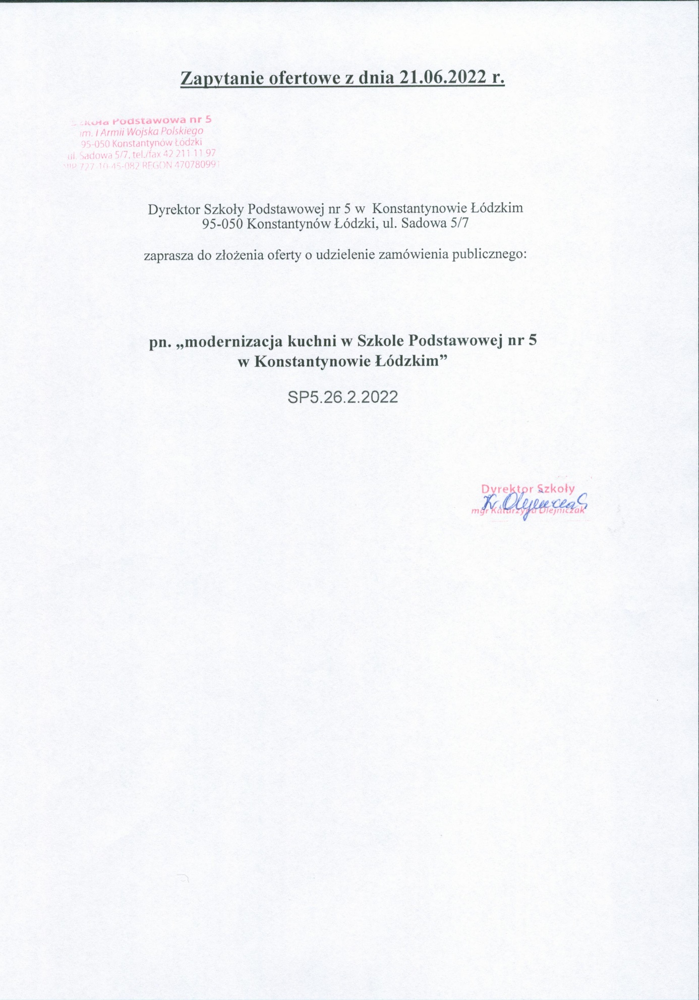 Zapytanie ofertowe z dnia 21.06.2022 r.
Szkoła Podstawowa nr 5
im. I Armii Wojska Polskiego
95-050 Konstantynów Łódzki
ul. Sadowa 5/7, tel./fax 42 211 11 97
NIP 727-10-45-082 REGON 470780991
Dyrektor Szkoły Podstawowej nr 5 w Konstantynowie Łódzkim
95-050 Konstantynów Łódzki, ul. Sadowa 5/7
zaprasza do złożenia oferty o udzielenie zamówienia publicznego:
pn. „modernizacja kuchni w Szkole Podstawowej nr 5
w Konstantynowie Łódzkim”
SP5.26.2.2022
Dyrektor Szkoły
K. Olejniczak
mgr Katarzyna Olejniczak